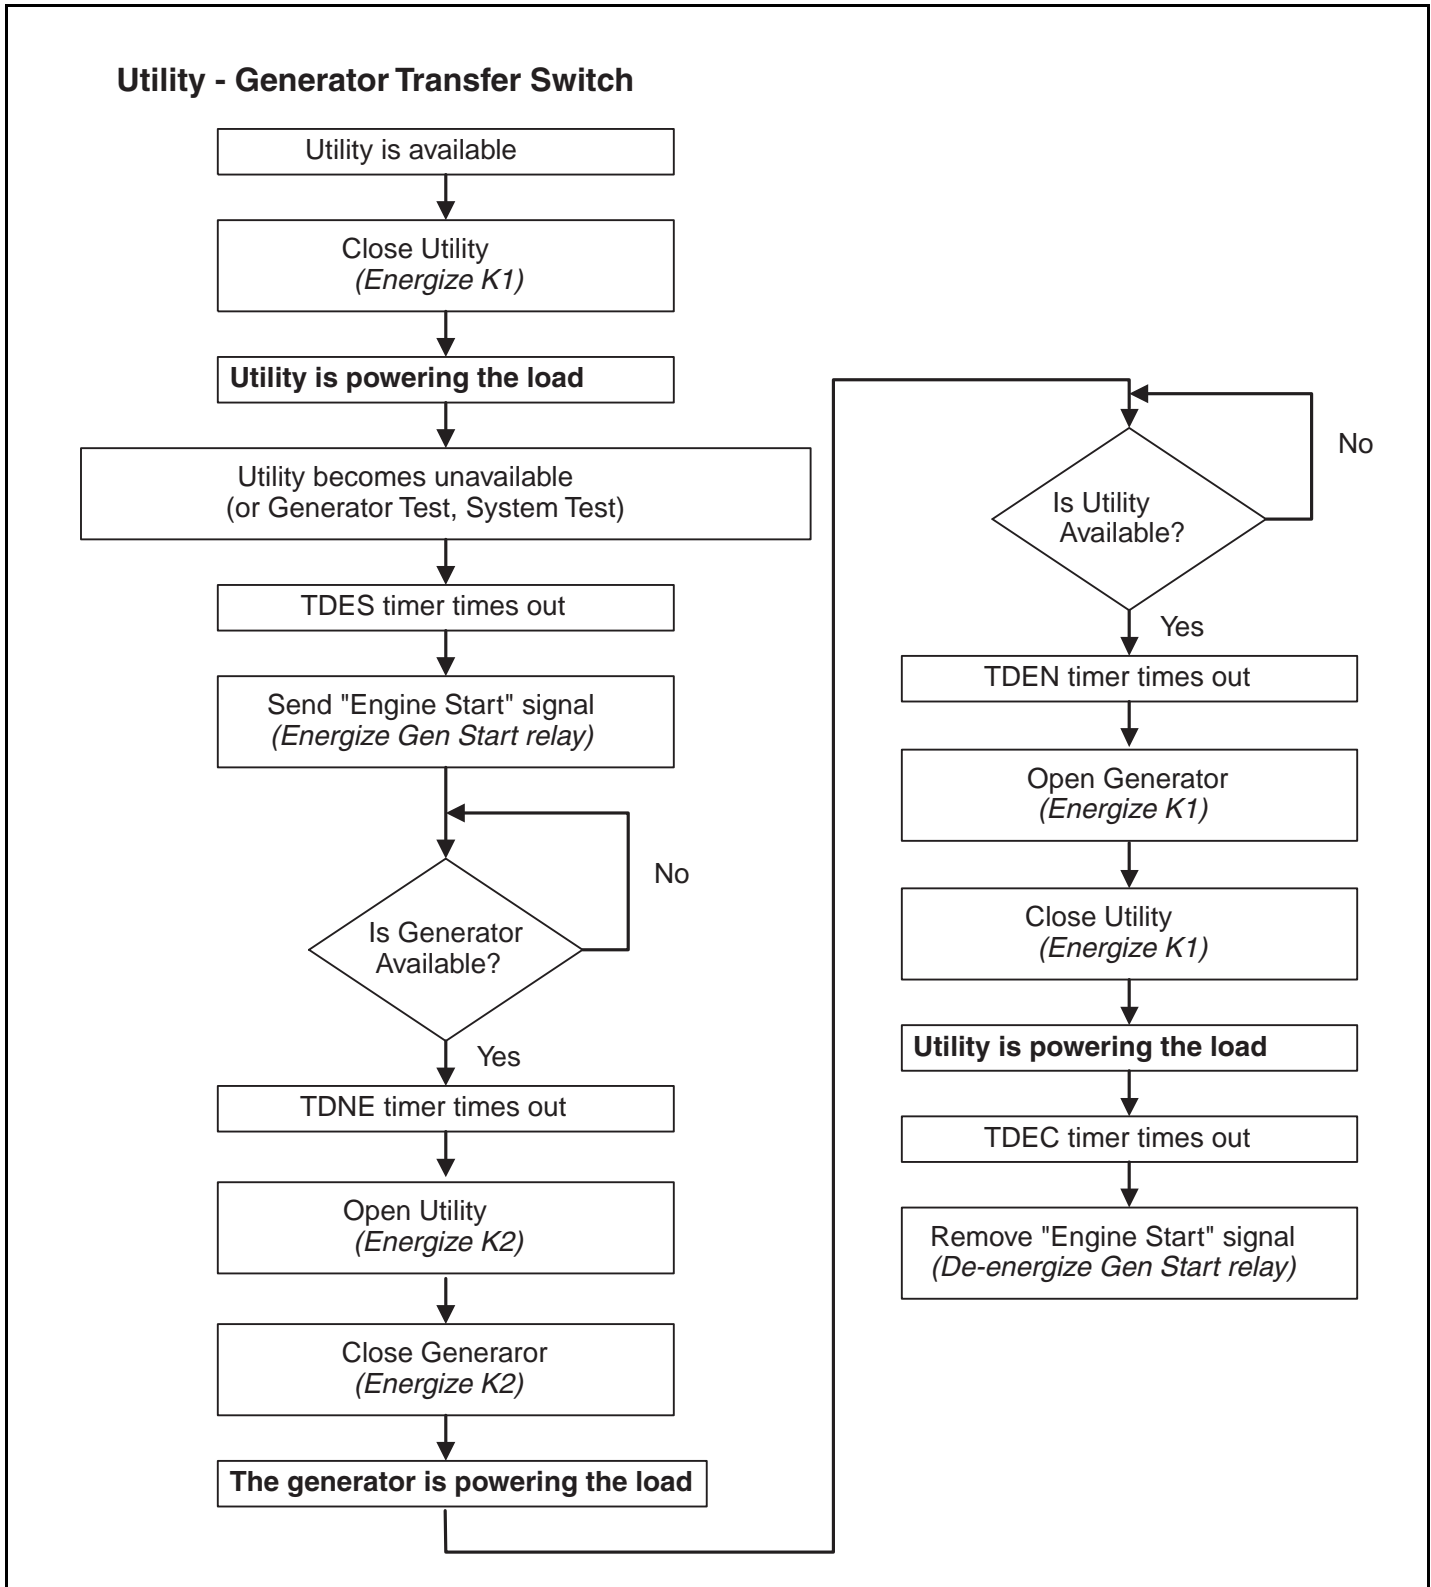 Utility - Generator Transfer Switch
Utility is available
Close Utility
(Energize K1)
Utility is powering the load
Utility becomes unavailable
(or Generator Test, System Test)
TDES timer times out
Send "Engine Start" signal
(Energize Gen Start relay)
Is Generator
Available?
No
Yes
TDNE timer times out
Open Utility
(Energize K2)
Close Generaror
(Energize K2)
The generator is powering the load
Is Utility
Available?
No
Yes
TDEN timer times out
Open Generator
(Energize K1)
Close Utility
(Energize K1)
Utility is powering the load
TDEC timer times out
Remove "Engine Start" signal
(De-energize Gen Start relay)